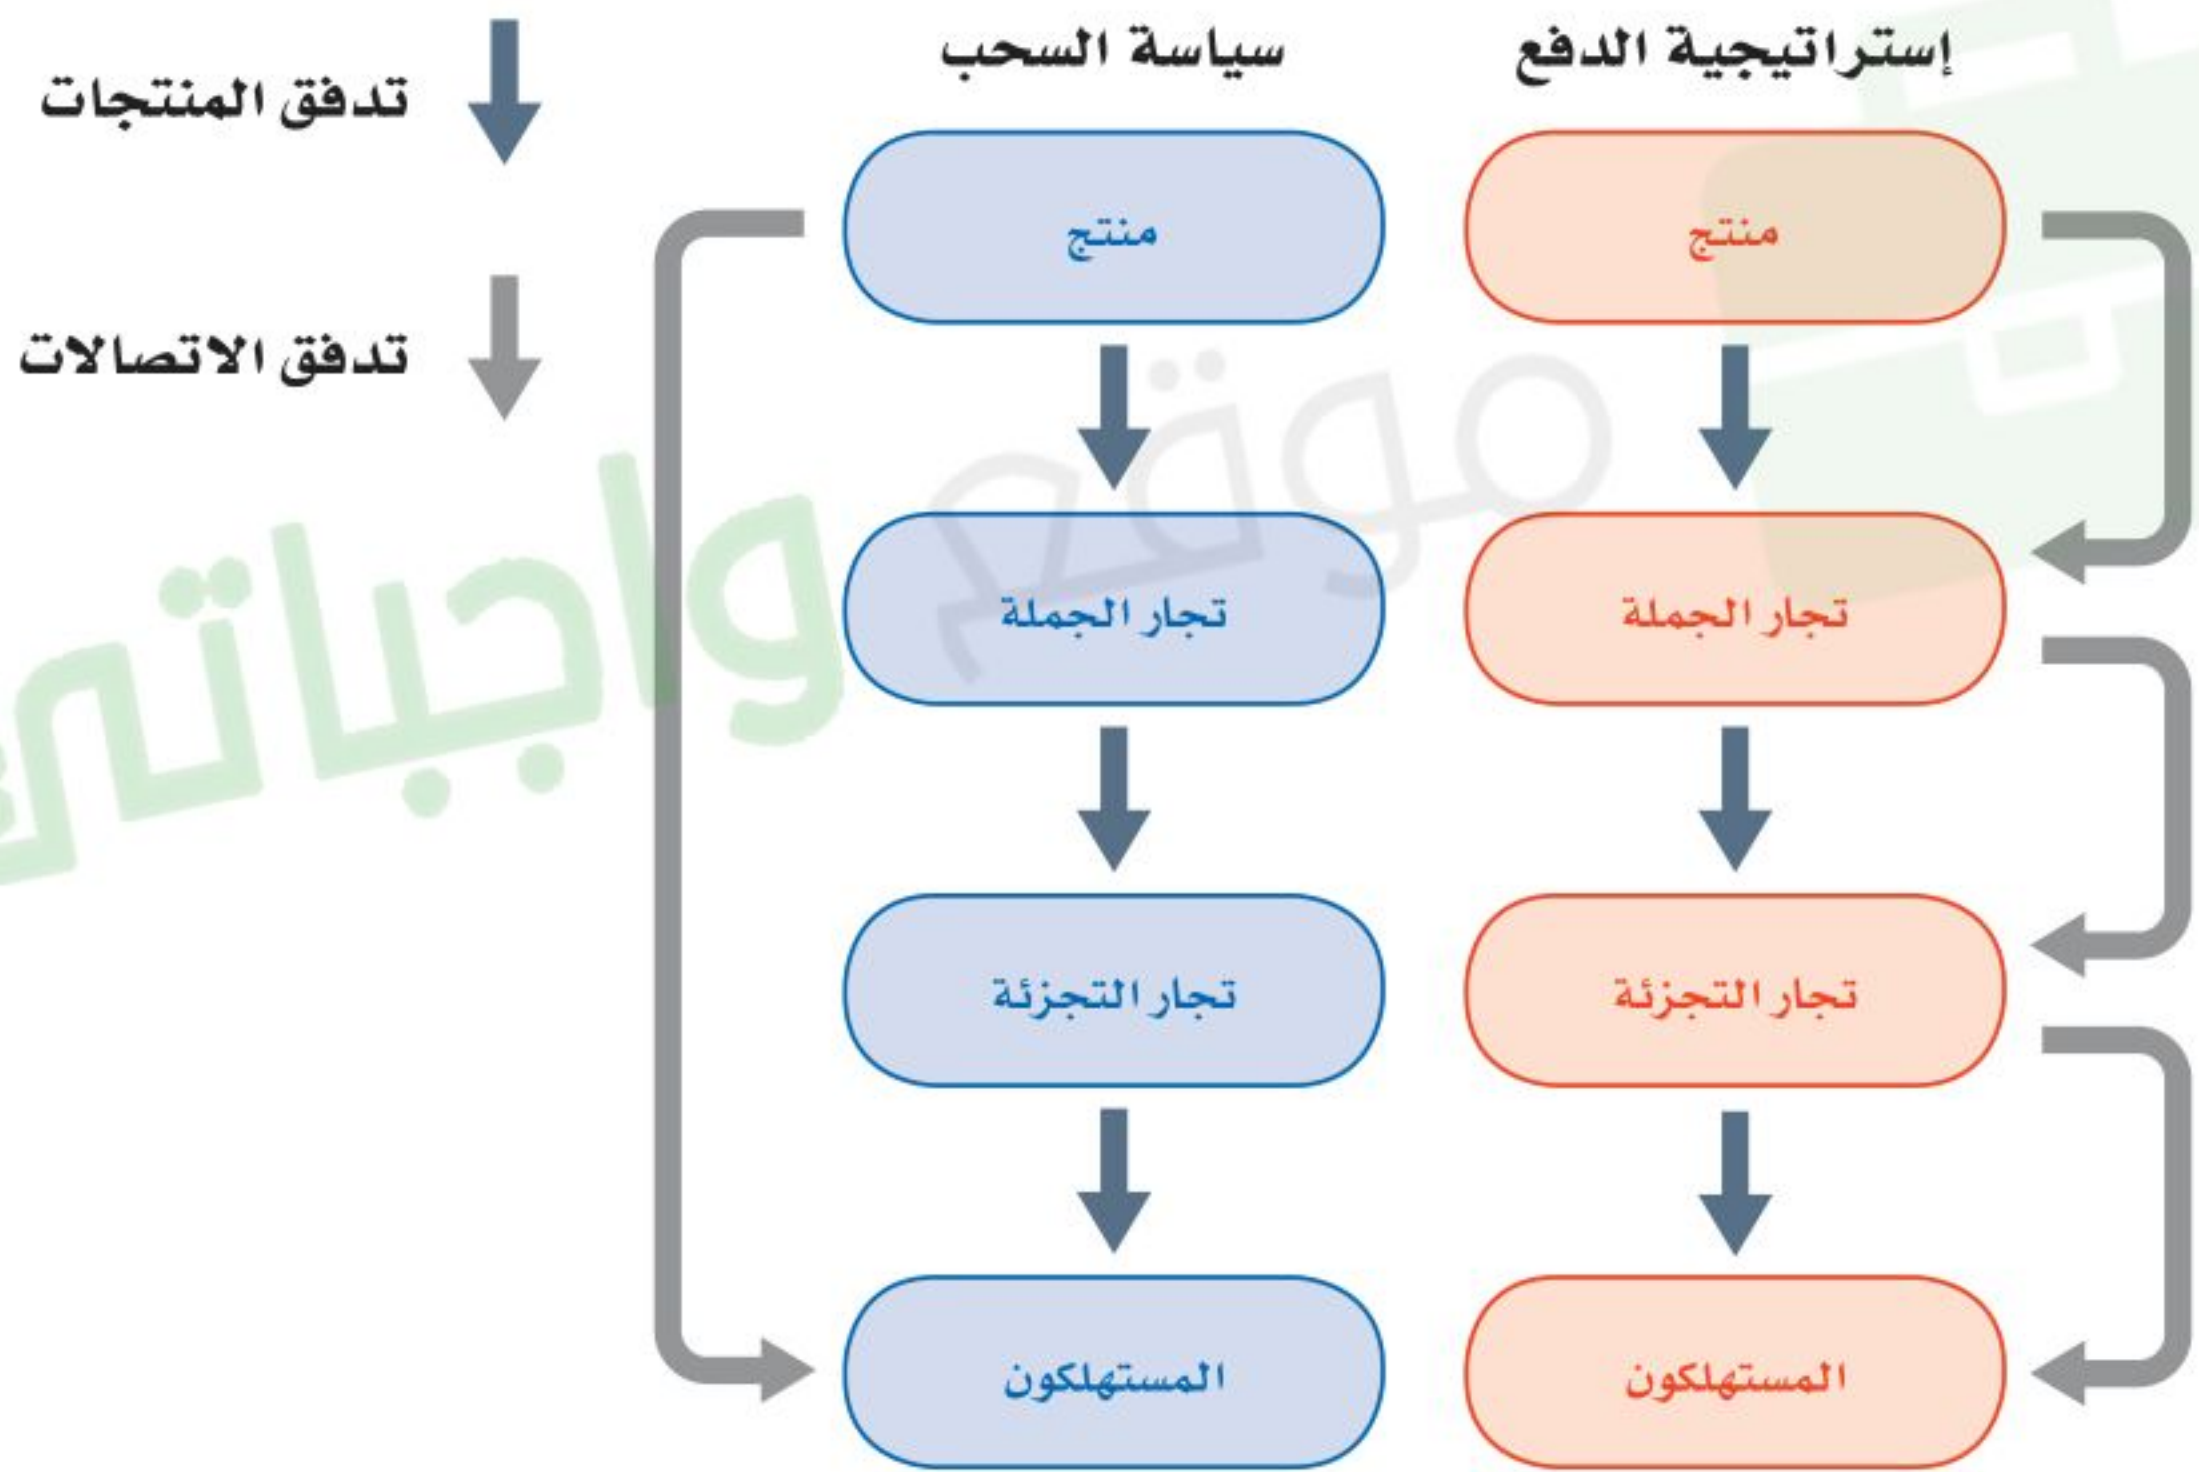 إستراتيجية الدفع
سياسة السحب
تدفق المنتجات
تدفق الاتصالات
منتج
منتج
تجار الجملة
تجار الجملة
تجار التجزئة
تجار التجزئة
المستهلكون
المستهلكون
موقع واجباتي